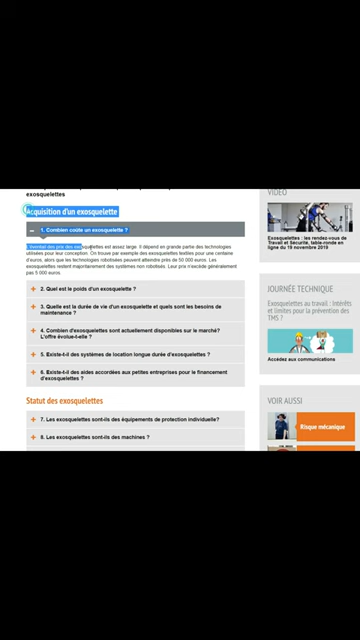 exosquelettes
Acquisition d'un exosquelette
1. Combien coûte un exosquelette ?
L'éventail des prix des exosquelettes est assez large. Il dépend en grande partie des technologies
utilisées pour leur conception. On trouve par exemple des exosquelettes textiles pour une centaine
d'euros, alors que les technologies robotisées peuvent atteindre près de 50 000 euros. Les
exosquelettes restent majoritairement des systèmes non robotisés. Leur prix n'excède généralement
pas 5 000 euros.
2. Quel est le poids d'un exosquelette ?
3. Quelle est la durée de vie d'un exosquelette et quels sont les besoins de
maintenance ?
4. Combien d'exosquelettes sont actuellement disponibles sur le marché?
L'offre évolue-t-elle ?
5. Existe-t-il des systèmes de location longue durée d'exosquelettes ?
6. Existe-t-il des aides accordées aux petites entreprises pour le financement
d'exosquelettes ?
Statut des exosquelettes
7. Les exosquelettes sont-ils des équipements de protection individuelle?
8. Les exosquelettes sont-ils des machines ?
VIDÉO
Exosquelettes : les rendez-vous de
Travail et Sécurité, table-ronde en
ligne du 19 novembre 2019
JOURNÉE TECHNIQUE
Exosquelettes au travail : Intérêts
et limites pour la prévention des
TMS ?
Accédez aux communications
VOIR AUSSI
Risque mécanique